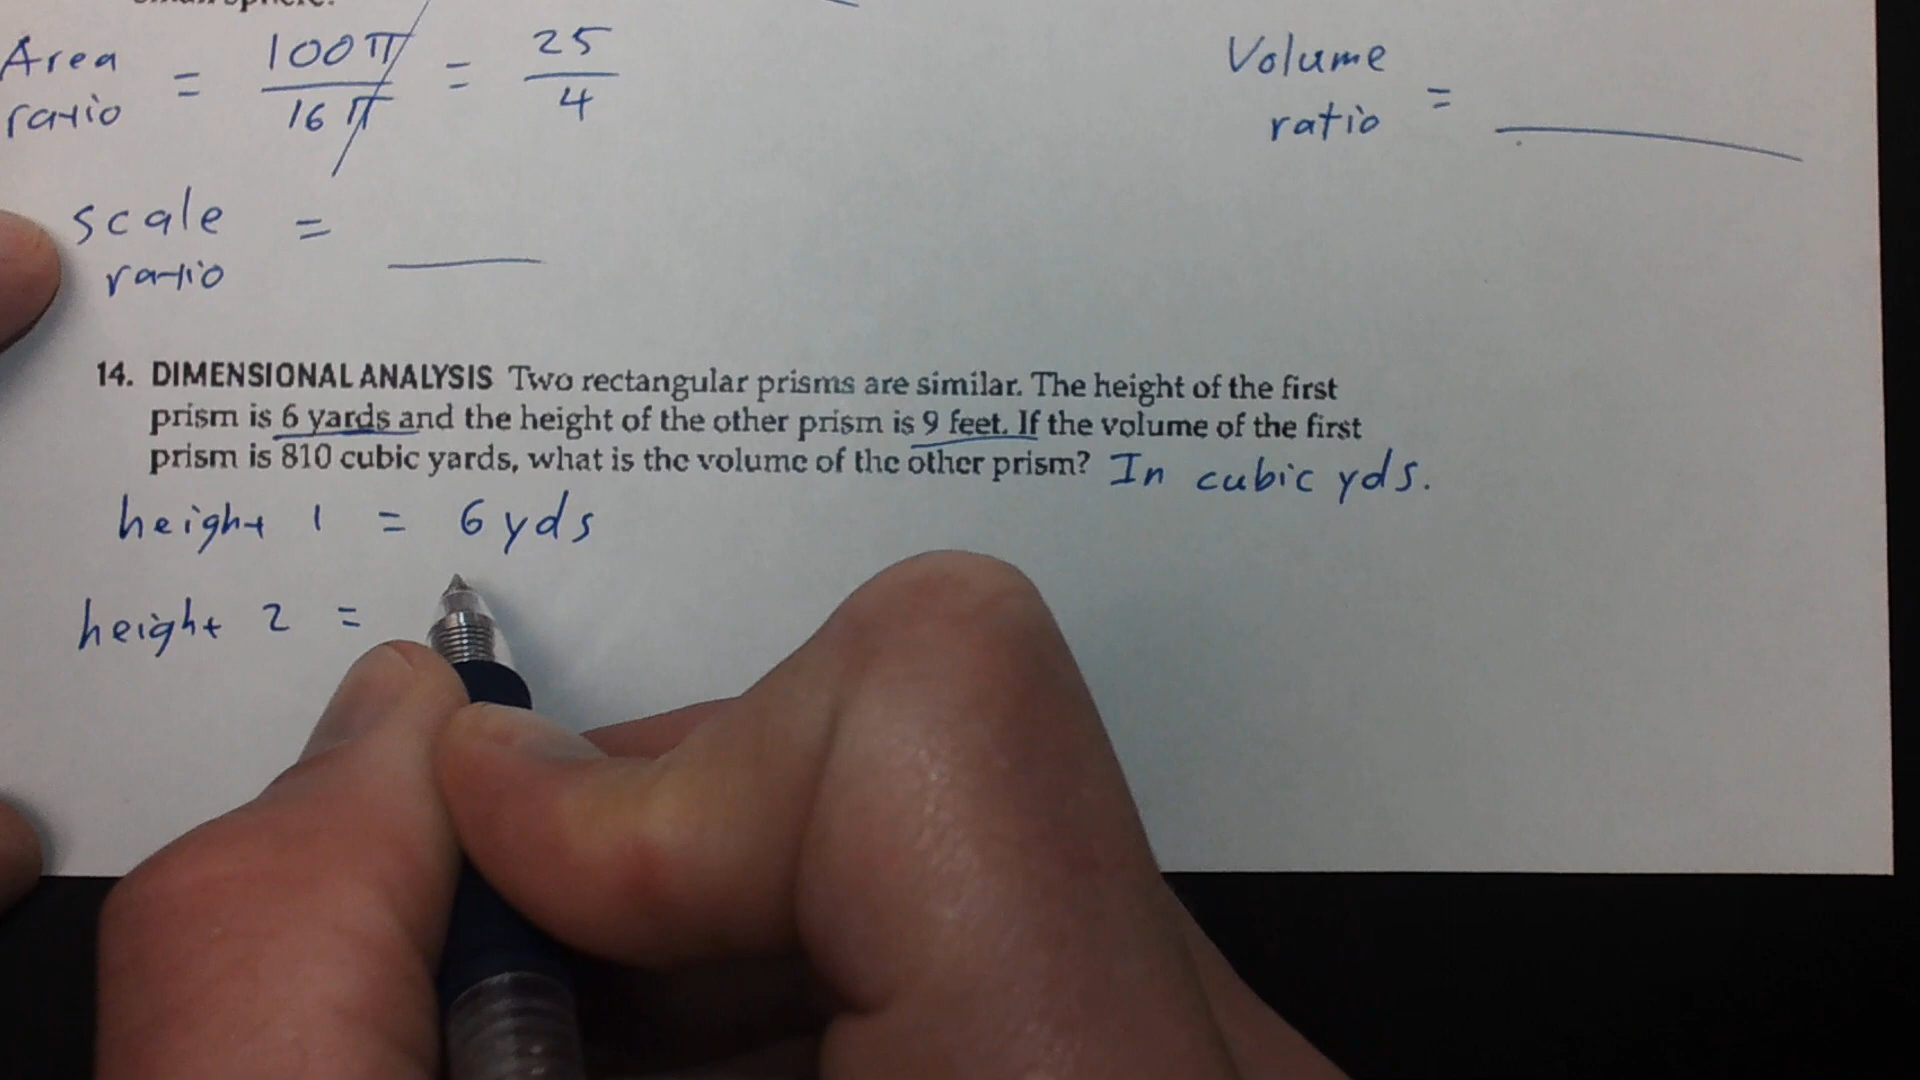 Area ratio = 100π / 16π = 25 / 4
Volume ratio =
scale ratio =
14. DIMENSIONAL ANALYSIS Two rectangular prisms are similar. The height of the first
prism is 6 yards and the height of the other prism is 9 feet. If the volume of the first
prism is 810 cubic yards, what is the volume of the other prism? In cubic yds.
height 1 = 6 yds
height 2 =